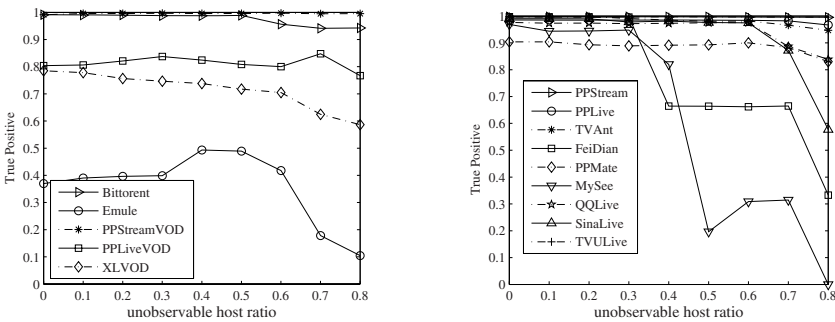 True Positive
1
0.9
0.8
0.7
0.6
0.5
0.4
0.3
0.2
0.1
0
Bittorent
Emule
PPStreamVOD
PPLiveVOD
XLVOD
0 0.1 0.2 0.3 0.4 0.5 0.6 0.7 0.8
unobservable host ratio
True Positive
1
0.9
0.8
0.7
0.6
0.5
0.4
0.3
0.2
0.1
0
PPStream
PPLive
TVAnt
FeiDian
PPMate
MySee
QQLive
SinaLive
TVULive
0 0.1 0.2 0.3 0.4 0.5 0.6 0.7 0.8
unobservable host ratio